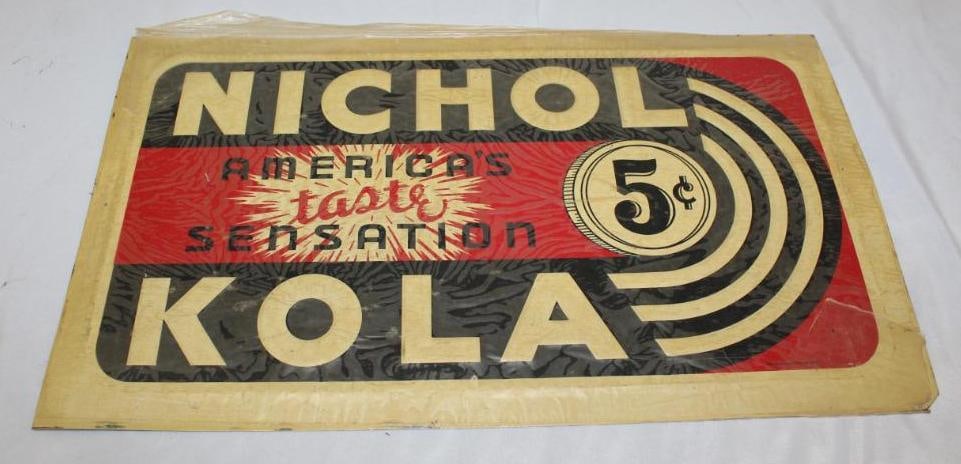 NICHOL
AMERICA'S
taste
SENSATION
5¢
KOLA